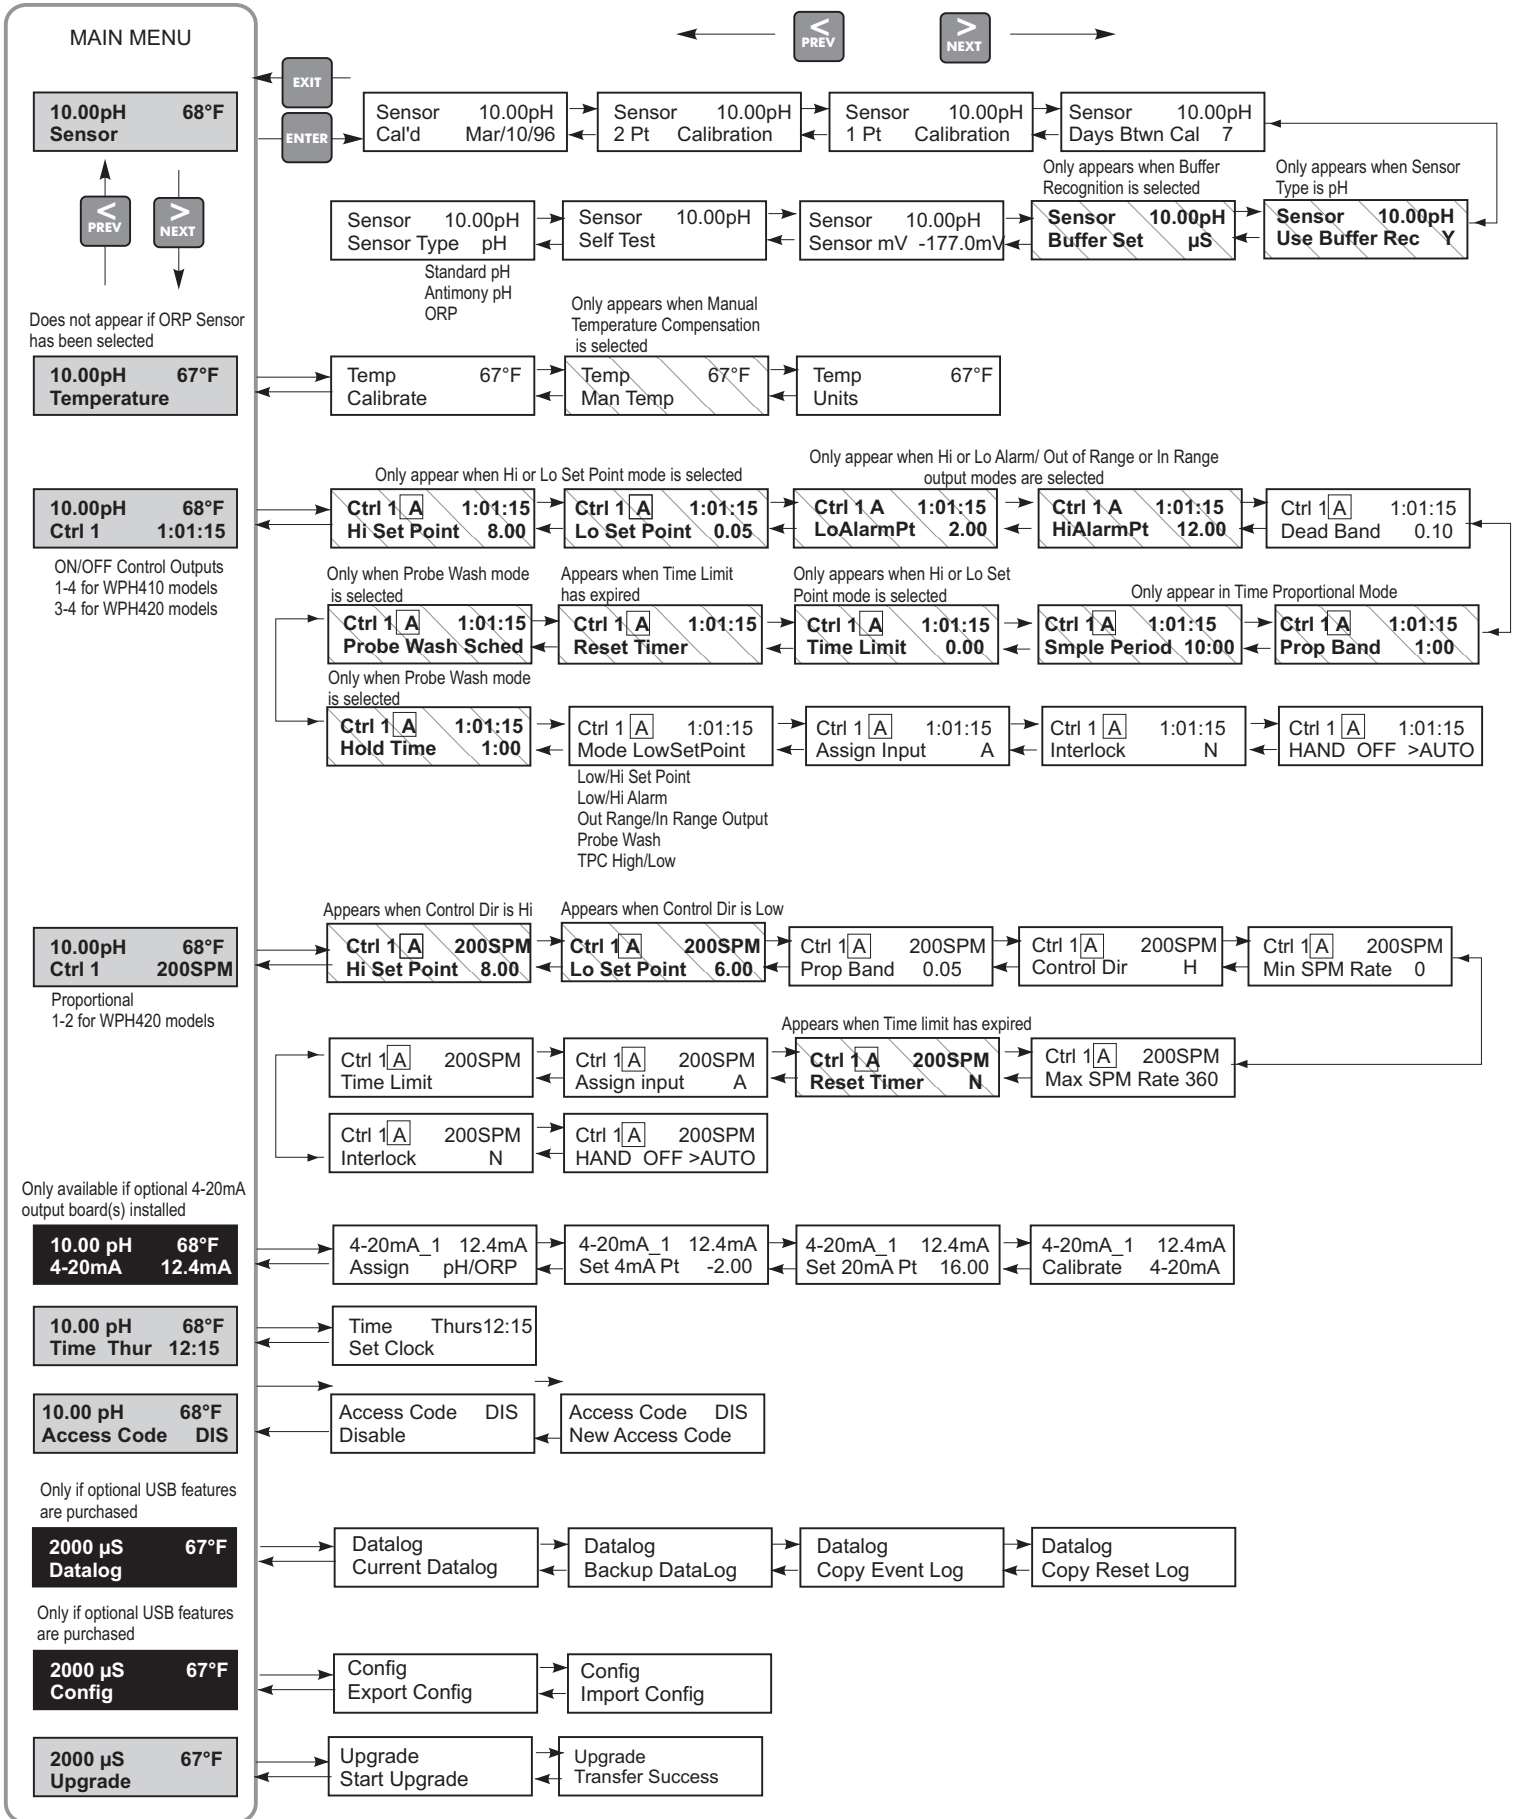 MAIN MENU
< PREV
> NEXT
EXIT
ENTER
10.00pH 68°F
Sensor
Sensor 10.00pH
Cal'd Mar/10/96
Sensor 10.00pH
2 Pt Calibration
Sensor 10.00pH
1 Pt Calibration
Sensor 10.00pH
Days Btwn Cal 7
< PREV
> NEXT
Only appears when Buffer
Recognition is selected
Only appears when Sensor
Type is pH
Sensor 10.00pH
Sensor Type pH
Sensor 10.00pH
Self Test
Sensor 10.00pH
Sensor mV -177.0mV
Sensor 10.00pH
Buffer Set µS
Sensor 10.00pH
Use Buffer Rec Y
Standard pH
Antimony pH
ORP
Does not appear if ORP Sensor
has been selected
Only appears when Manual
Temperature Compensation
is selected
10.00pH 67°F
Temperature
Temp 67°F
Calibrate
Temp 67°F
Man Temp
Temp 67°F
Units
Only appear when Hi or Lo Set Point mode is selected
Only appear when Hi or Lo Alarm/ Out of Range or In Range
output modes are selected
10.00pH 68°F
Ctrl 1 1:01:15
Ctrl 1 A 1:01:15
Hi Set Point 8.00
Ctrl 1 A 1:01:15
Lo Set Point 0.05
Ctrl 1 A 1:01:15
LoAlarmPt 2.00
Ctrl 1 A 1:01:15
HiAlarmPt 12.00
Ctrl 1 A 1:01:15
Dead Band 0.10
ON/OFF Control Outputs
1-4 for WPH410 models
3-4 for WPH420 models
Only when Probe Wash mode
is selected
Appears when Time Limit
has expired
Only appears when Hi or Lo Set
Point mode is selected
Only appear in Time Proportional Mode
Ctrl 1 A 1:01:15
Probe Wash Sched
Ctrl 1 A 1:01:15
Reset Timer
Ctrl 1 A 1:01:15
Time Limit 0.00
Ctrl 1 A 1:01:15
Smple Period 10:00
Ctrl 1 A 1:01:15
Prop Band 1:00
Only when Probe Wash mode
is selected
Ctrl 1 A 1:01:15
Hold Time 1:00
Ctrl 1 A 1:01:15
Mode LowSetPoint
Ctrl 1 A 1:01:15
Assign Input A
Ctrl 1 A 1:01:15
Interlock N
Ctrl 1 A 1:01:15
HAND OFF >AUTO
Low/Hi Set Point
Low/Hi Alarm
Out Range/In Range Output
Probe Wash
TPC High/Low
Appears when Control Dir is Hi
Appears when Control Dir is Low
10.00pH 68°F
Ctrl 1 200SPM
Ctrl 1 A 200SPM
Hi Set Point 8.00
Ctrl 1 A 200SPM
Lo Set Point 6.00
Ctrl 1 A 200SPM
Prop Band 0.05
Ctrl 1 A 200SPM
Control Dir H
Ctrl 1 A 200SPM
Min SPM Rate 0
Proportional
1-2 for WPH420 models
Appears when Time limit has expired
Ctrl 1 A 200SPM
Time Limit
Ctrl 1 A 200SPM
Assign input A
Ctrl 1 A 200SPM
Reset Timer N
Ctrl 1 A 200SPM
Max SPM Rate 360
Ctrl 1 A 200SPM
Interlock N
Ctrl 1 A 200SPM
HAND OFF >AUTO
Only available if optional 4-20mA
output board(s) installed
10.00 pH 68°F
4-20mA 12.4mA
4-20mA_1 12.4mA
Assign pH/ORP
4-20mA_1 12.4mA
Set 4mA Pt -2.00
4-20mA_1 12.4mA
Set 20mA Pt 16.00
4-20mA_1 12.4mA
Calibrate 4-20mA
10.00 pH 68°F
Time Thur 12:15
Time Thurs12:15
Set Clock
10.00 pH 68°F
Access Code DIS
Access Code DIS
Disable
Access Code DIS
New Access Code
Only if optional USB features
are purchased
2000 µS 67°F
Datalog
Datalog
Current Datalog
Datalog
Backup DataLog
Datalog
Copy Event Log
Datalog
Copy Reset Log
Only if optional USB features
are purchased
2000 µS 67°F
Config
Config
Export Config
Config
Import Config
2000 µS 67°F
Upgrade
Upgrade
Start Upgrade
Upgrade
Transfer Success